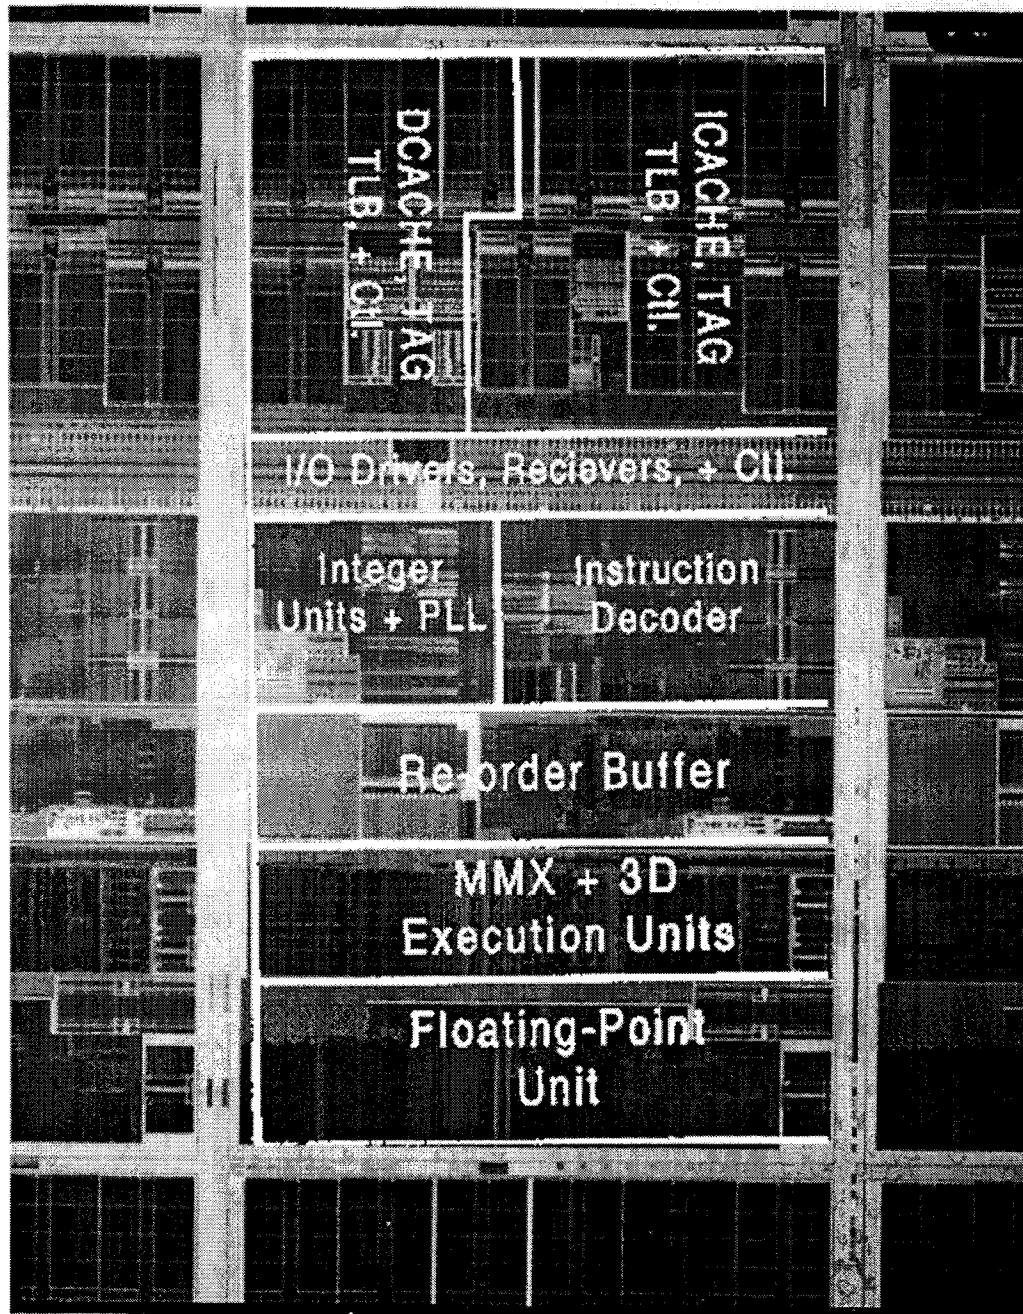 DCACHE, TAG
TLB, + Ctl.
ICACHE, TAG
TLB, + Ctl.
I/O Drivers, Recievers, + Ctl.
Integer
Units + PLL
Instruction
Decoder
Re-order Buffer
MMX + 3D
Execution Units
Floating-Point
Unit